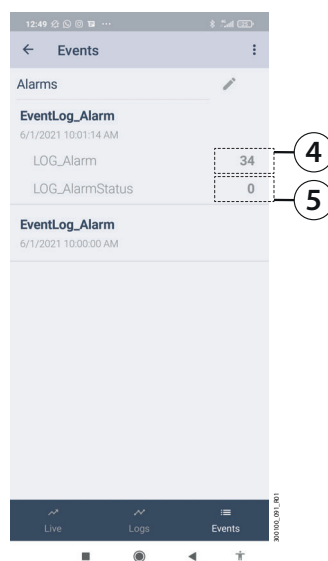 12:49
← Events
Alarms
EventLog_Alarm
6/1/2021 10:01:14 AM
LOG_Alarm 34
4
LOG_AlarmStatus 0
5
EventLog_Alarm
6/1/2021 10:00:00 AM
Live Logs Events
300100_091_R01